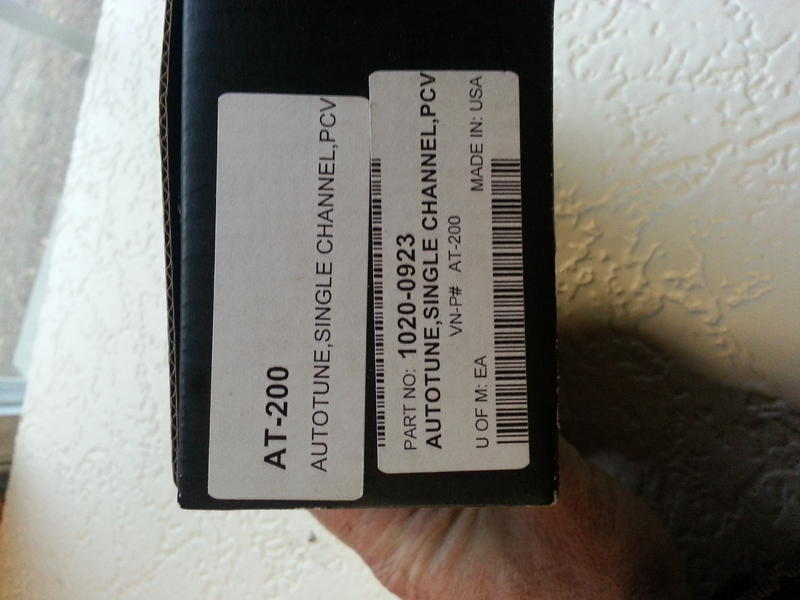 AT-200
AUTOTUNE,SINGLE CHANNEL,PCV
PART NO: 1020-0923
AUTOTUNE,SINGLE CHANNEL,PCV
VN-P# AT-200
U OF M: EA MADE IN: USA